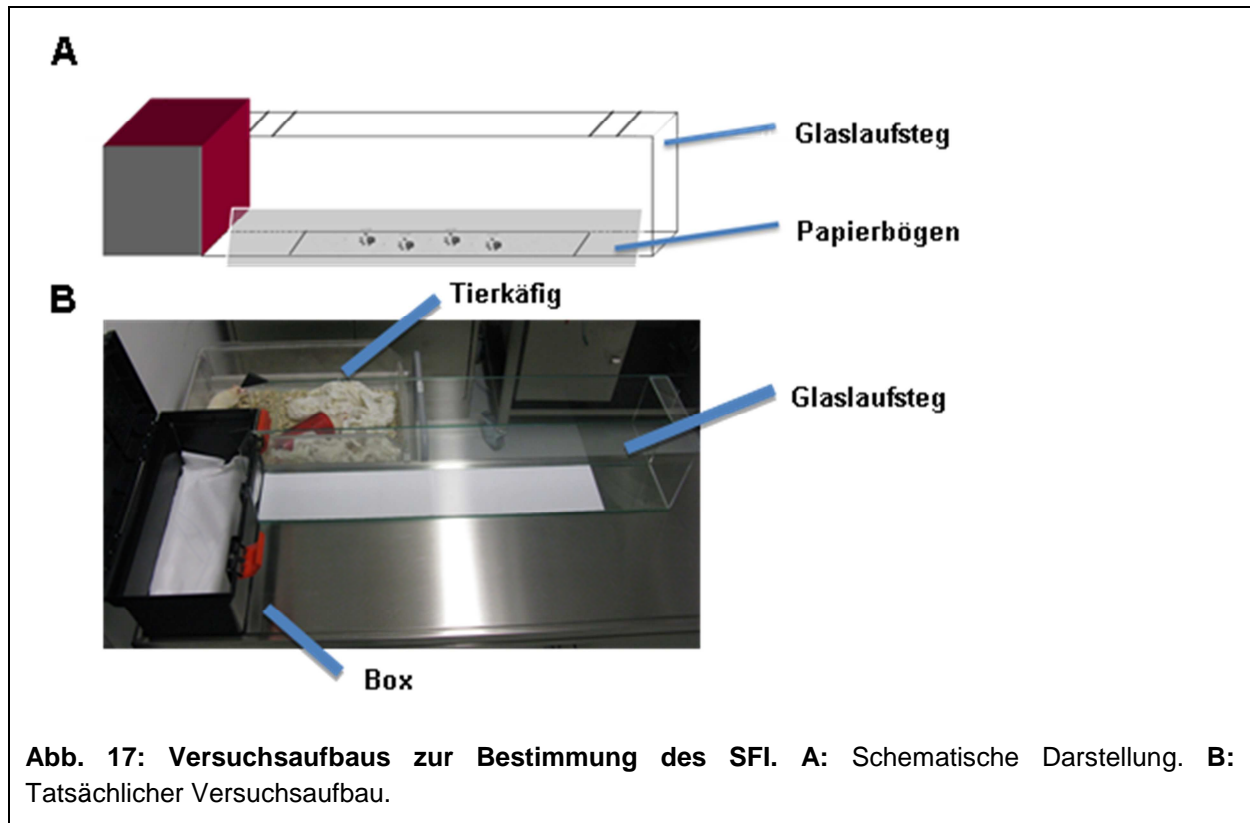 A
Glaslaufsteg
Papierbögen
B
Tierkäfig
Glaslaufsteg
Box
Abb. 17: Versuchsaufbaus zur Bestimmung des SFI. A: Schematische Darstellung. B:
Tatsächlicher Versuchsaufbau.